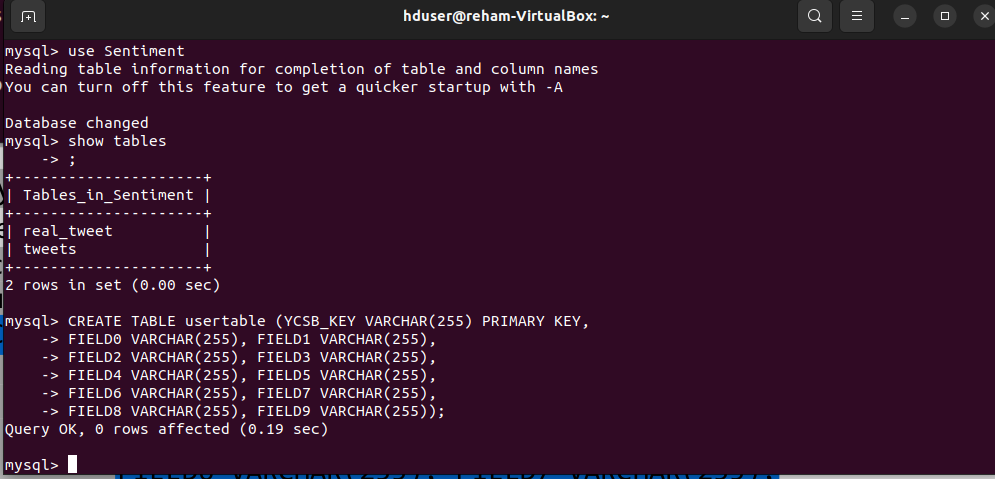 hduser@reham-VirtualBox: ~
mysql> use Sentiment
Reading table information for completion of table and column names
You can turn off this feature to get a quicker startup with -A
Database changed
mysql> show tables
    -> ;
+---------------------+
| Tables_in_Sentiment |
+---------------------+
| real_tweet          |
| tweets              |
+---------------------+
2 rows in set (0.00 sec)
mysql> CREATE TABLE usertable (YCSB_KEY VARCHAR(255) PRIMARY KEY,
    -> FIELD0 VARCHAR(255), FIELD1 VARCHAR(255),
    -> FIELD2 VARCHAR(255), FIELD3 VARCHAR(255),
    -> FIELD4 VARCHAR(255), FIELD5 VARCHAR(255),
    -> FIELD6 VARCHAR(255), FIELD7 VARCHAR(255),
    -> FIELD8 VARCHAR(255), FIELD9 VARCHAR(255));
Query OK, 0 rows affected (0.19 sec)
mysql>